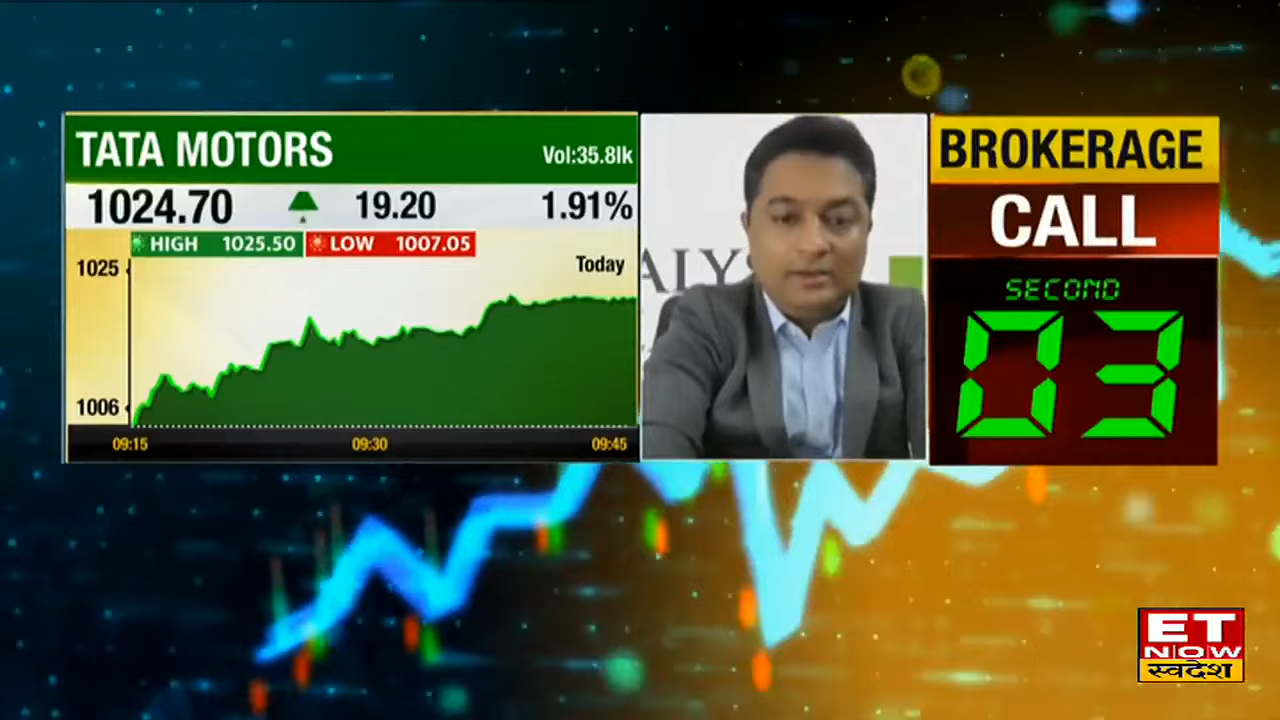 TATA MOTORS
Vol:35.8lk
1024.70 19.20 1.91%
HIGH 1025.50 LOW 1007.05
Today
1025
1006
09:15 09:30 09:45
ALY
BROKERAGE
CALL
SECOND
03
ET
NOW
स्वदेश